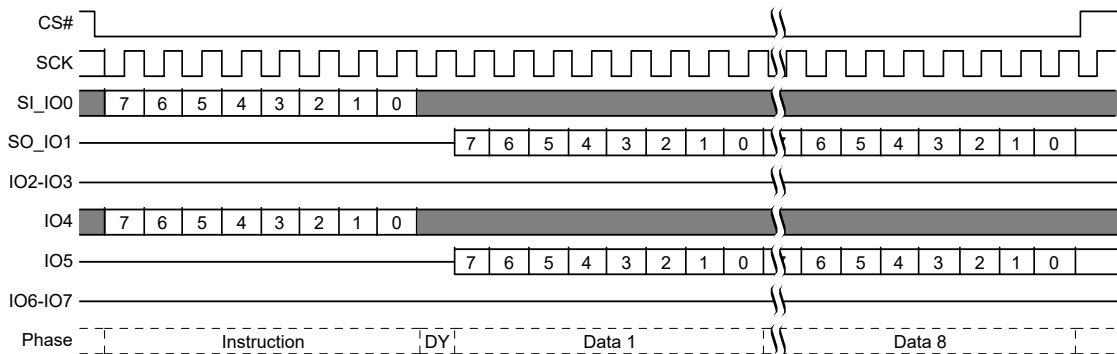 CS#
SCK
SI_IO0 7 6 5 4 3 2 1 0
SO_IO1 7 6 5 4 3 2 1 0 6 5 4 3 2 1 0
IO2-IO3
IO4 7 6 5 4 3 2 1 0
IO5 7 6 5 4 3 2 1 0 6 5 4 3 2 1 0
IO6-IO7
Phase Instruction DY Data 1 Data 8